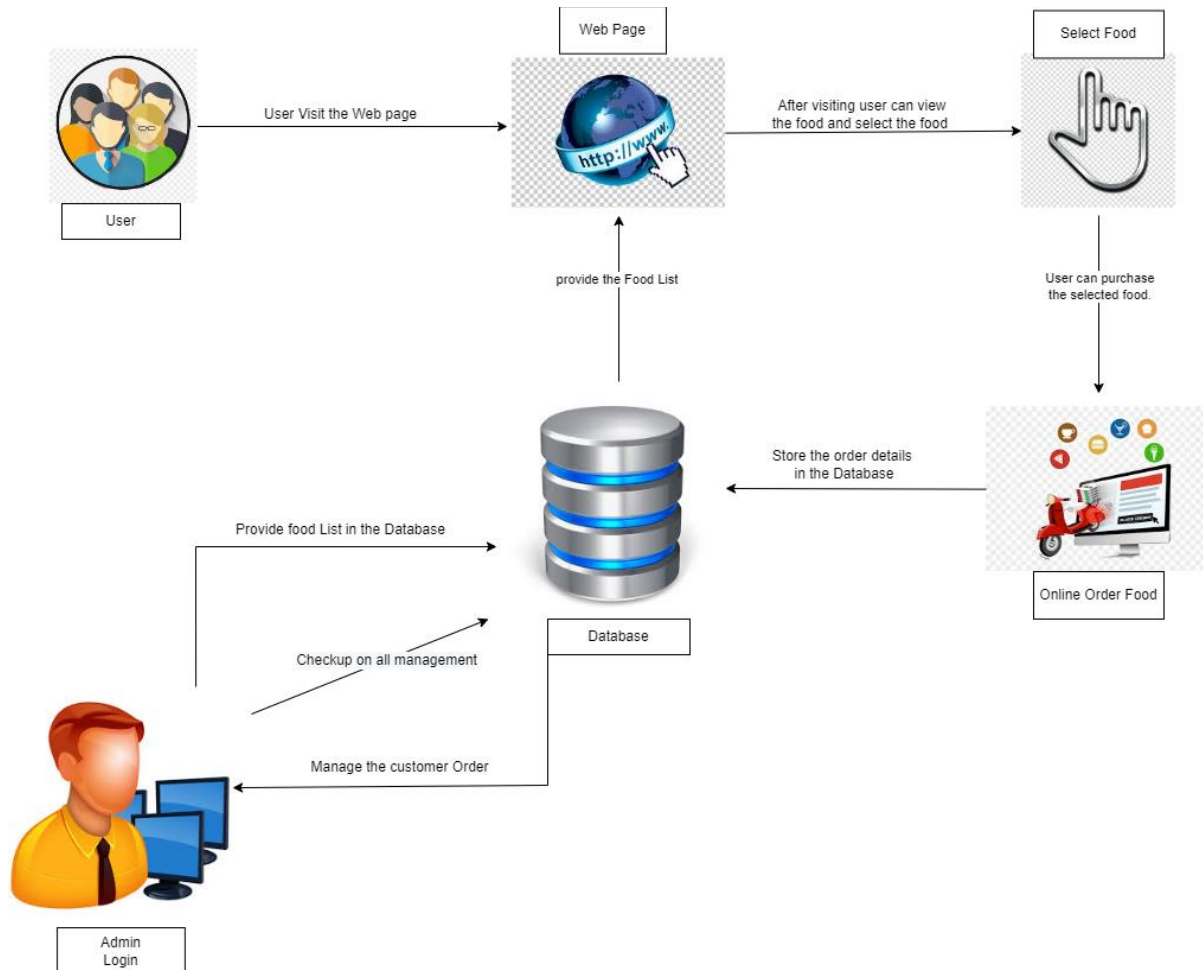 Web Page
Select Food
http://www.
User Visit the Web page
After visiting user can view
the food and select the food
User
provide the Food List
User can purchase
the selected food.
Store the order details
in the Database
Provide food List in the Database
Online Order Food
Database
Checkup on all management
Manage the customer Order
Admin
Login